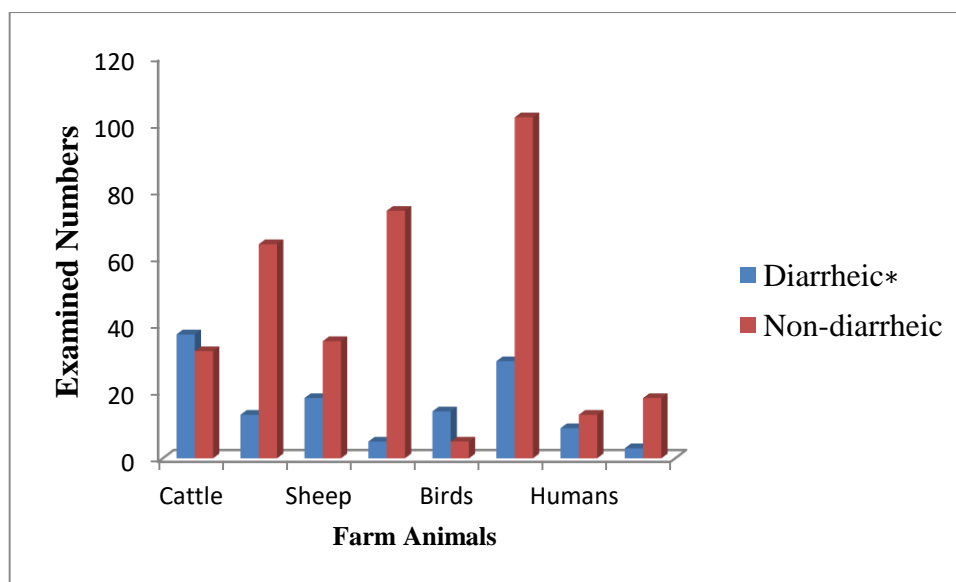 Examined Numbers
120
100
80
60
40
20
0
Cattle Sheep Birds Humans
Farm Animals
Diarrheic*
Non-diarrheic